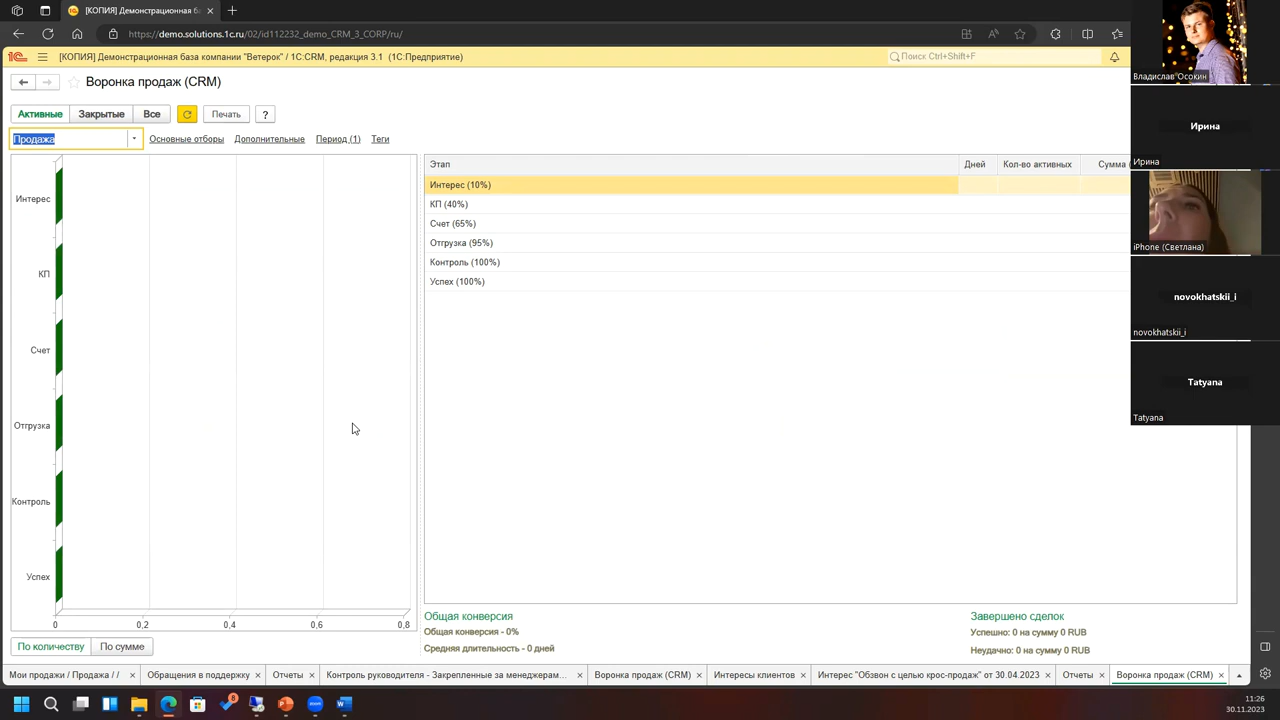 [КОПИЯ] Демонстрационная баз
https://demo.solutions.1c.ru/02/id112232_demo_CRM_3_CORP/ru/
[КОПИЯ] Демонстрационная база компании "Ветерок" / 1С:CRM, редакция 3.1 (1С:Предприятие)
Поиск Ctrl+Shift+F
Воронка продаж (CRM)
Активные Закрытые Все Печать ?
Продажа Основные отборы Дополнительные Период (1) Теги
Интерес
КП
Счет
Отгрузка
Контроль
Успех
0 0,2 0,4 0,6 0,8
По количеству По сумме
Этап Дней Кол-во активных Сумма (
Интерес (10%)
КП (40%)
Счет (65%)
Отгрузка (95%)
Контроль (100%)
Успех (100%)
Общая конверсия
Общая конверсия - 0%
Средняя длительность - 0 дней
Завершено сделок
Успешно: 0 на сумму 0 RUB
Неудачно: 0 на сумму 0 RUB
Владислав Осокин
Ирина
Ирина
iPhone (Светлана)
novokhatskii_i
novokhatskii_i
Tatyana
Tatyana
Мои продажи / Продажа / / Обращения в поддержку Отчеты Контроль руководителя - Закрепленные за менеджерам... Воронка продаж (CRM) Интересы клиентов Интерес "Обзвон с целью крос-продаж" от 30.04.2023 Отчеты Воронка продаж (CRM)
8
11:26
30.11.2023